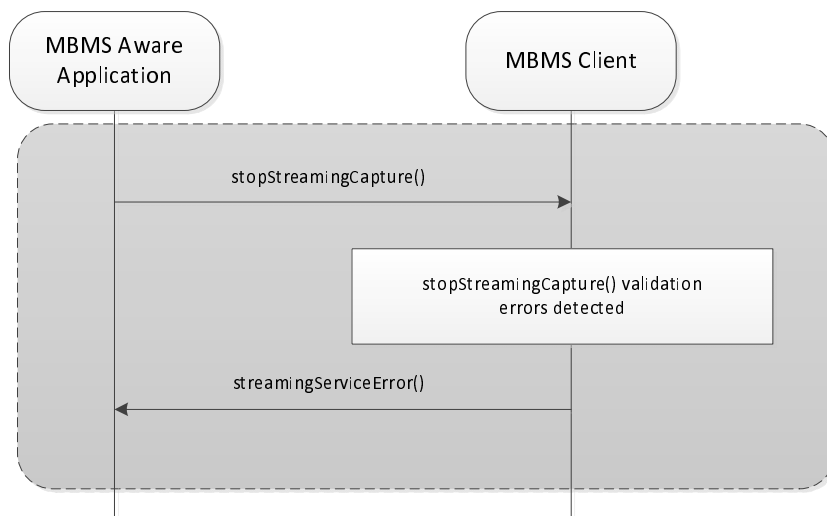 MBMS Aware
Application
MBMS Client
stopStreamingCapture()
stopStreamingCapture() validation
errors detected
streamingServiceError()